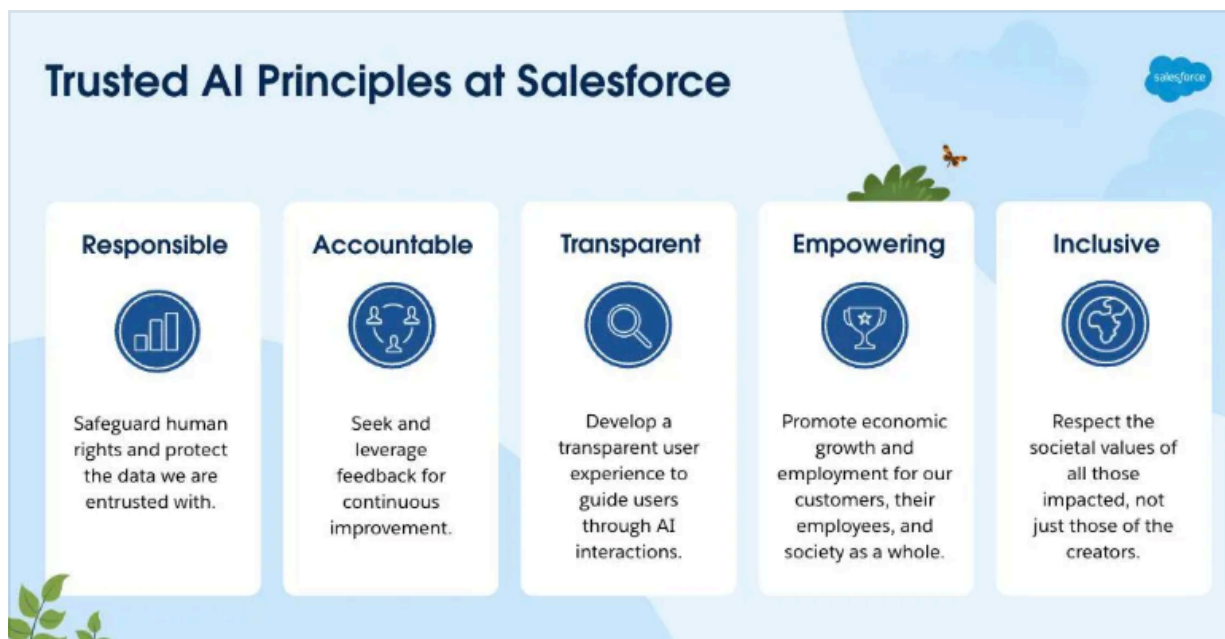 Trusted AI Principles at Salesforce
salesforce
Responsible
Safeguard human
rights and protect
the data we are
entrusted with.
Accountable
Seek and
leverage
feedback for
continuous
improvement.
Transparent
Develop a
transparent user
experience to
guide users
through AI
interactions.
Empowering
Promote economic
growth and
employment for our
customers, their
employees, and
society as a whole.
Inclusive
Respect the
societal values of
all those
impacted, not
just those of the
creators.